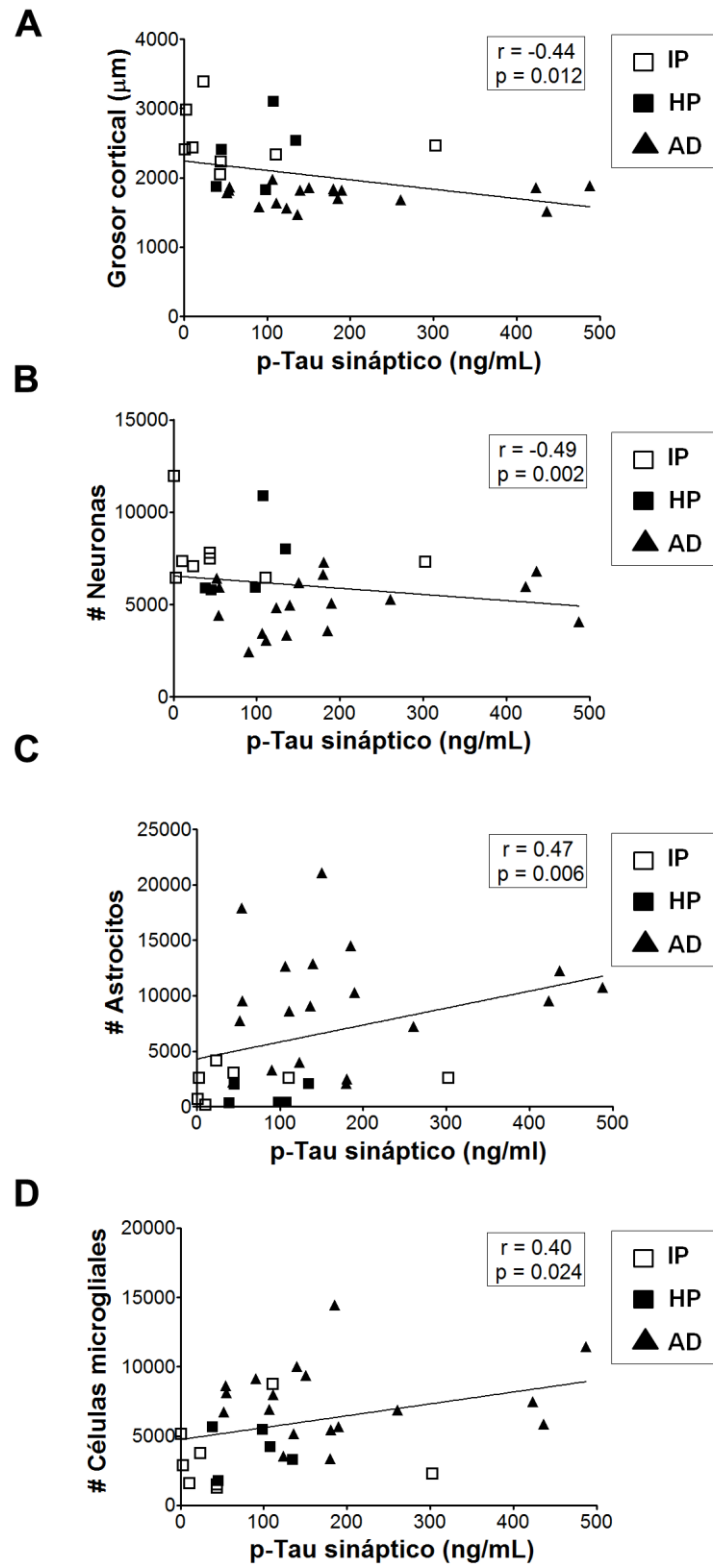 A
Grosor cortical (µm)
4000
3000
2000
1000
0
0 100 200 300 400 500
p-Tau sináptico (ng/mL)
r = -0.44
p = 0.012
IP
HP
AD
B
# Neuronas
15000
10000
5000
0
0 100 200 300 400 500
p-Tau sináptico (ng/mL)
r = -0.49
p = 0.002
IP
HP
AD
C
# Astrocitos
25000
20000
15000
10000
5000
0
0 100 200 300 400 500
p-Tau sináptico (ng/ml)
r = 0.47
p = 0.006
IP
HP
AD
D
# Células microgliales
20000
15000
10000
5000
0
0 100 200 300 400 500
p-Tau sináptico (ng/mL)
r = 0.40
p = 0.024
IP
HP
AD